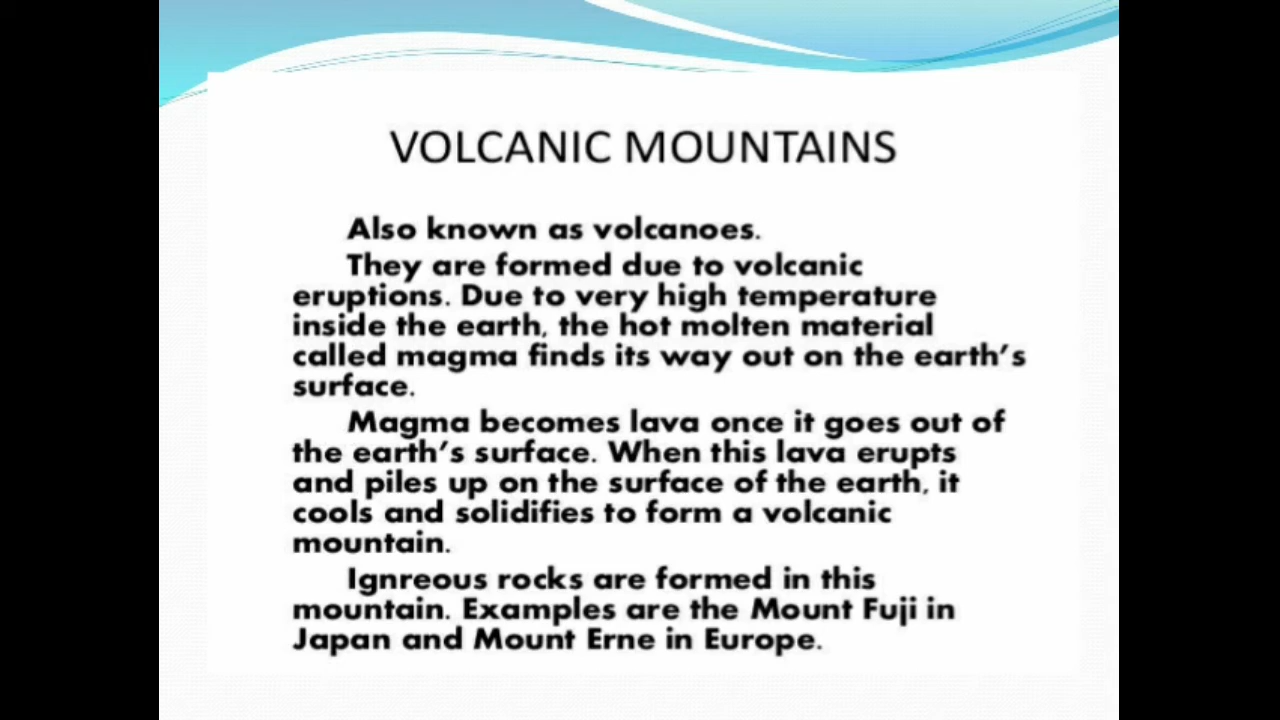 VOLCANIC MOUNTAINS
Also known as volcanoes.
They are formed due to volcanic
eruptions. Due to very high temperature
inside the earth, the hot molten material
called magma finds its way out on the earth's
surface.
Magma becomes lava once it goes out of
the earth's surface. When this lava erupts
and piles up on the surface of the earth, it
cools and solidifies to form a volcanic
mountain.
Ignreous rocks are formed in this
mountain. Examples are the Mount Fuji in
Japan and Mount Erne in Europe.